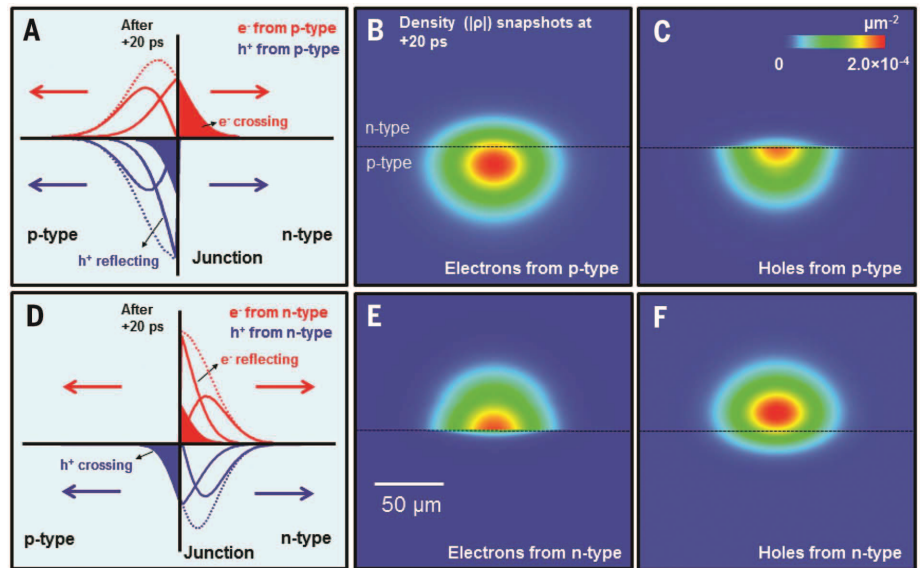 A
After
+20 ps
e- from p-type
h+ from p-type
e- crossing
p-type
n-type
h+ reflecting
Junction
B
Density (|ρ|) snapshots at
+20 ps
n-type
p-type
Electrons from p-type
C
μm-2
0
2.0×10-4
Holes from p-type
D
After
+20 ps
e- from n-type
h+ from n-type
e- reflecting
h+ crossing
p-type
n-type
Junction
E
50 μm
Electrons from n-type
F
Holes from n-type